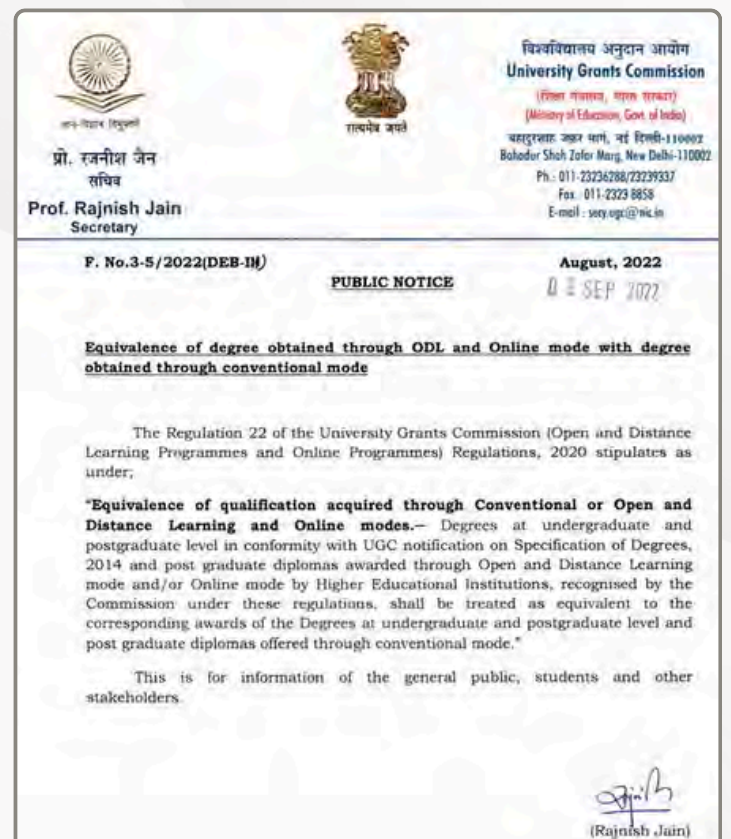 ज्ञान-विज्ञान विमुक्तये
प्रो. रजनीश जैन
सचिव
Prof. Rajnish Jain
Secretary
सत्यमेव जयते
विश्वविद्यालय अनुदान आयोग
University Grants Commission
(शिक्षा मंत्रालय, भारत सरकार)
(Ministry of Education, Govt. of India)
बहादुरशाह ज़फ़र मार्ग, नई दिल्ली-110002
Bahadur Shah Zafar Marg, New Delhi-110002
Ph.: 011-23236288/23239337
Fax : 011-2323 8858
E-mail : secy.ugc@nic.in
F. No.3-5/2022(DEB-III)
August, 2022
PUBLIC NOTICE
SEP 2022
Equivalence of degree obtained through ODL and Online mode with degree
obtained through conventional mode
The Regulation 22 of the University Grants Commission (Open and Distance
Learning Programmes and Online Programmes) Regulations, 2020 stipulates as
under;
"Equivalence of qualification acquired through Conventional or Open and
Distance Learning and Online modes.– Degrees at undergraduate and
postgraduate level in conformity with UGC notification on Specification of Degrees,
2014 and post graduate diplomas awarded through Open and Distance Learning
mode and/or Online mode by Higher Educational Institutions, recognised by the
Commission under these regulations, shall be treated as equivalent to the
corresponding awards of the Degrees at undergraduate and postgraduate level and
post graduate diplomas offered through conventional mode."
This is for information of the general public, students and other
stakeholders.
(Rajnish Jain)